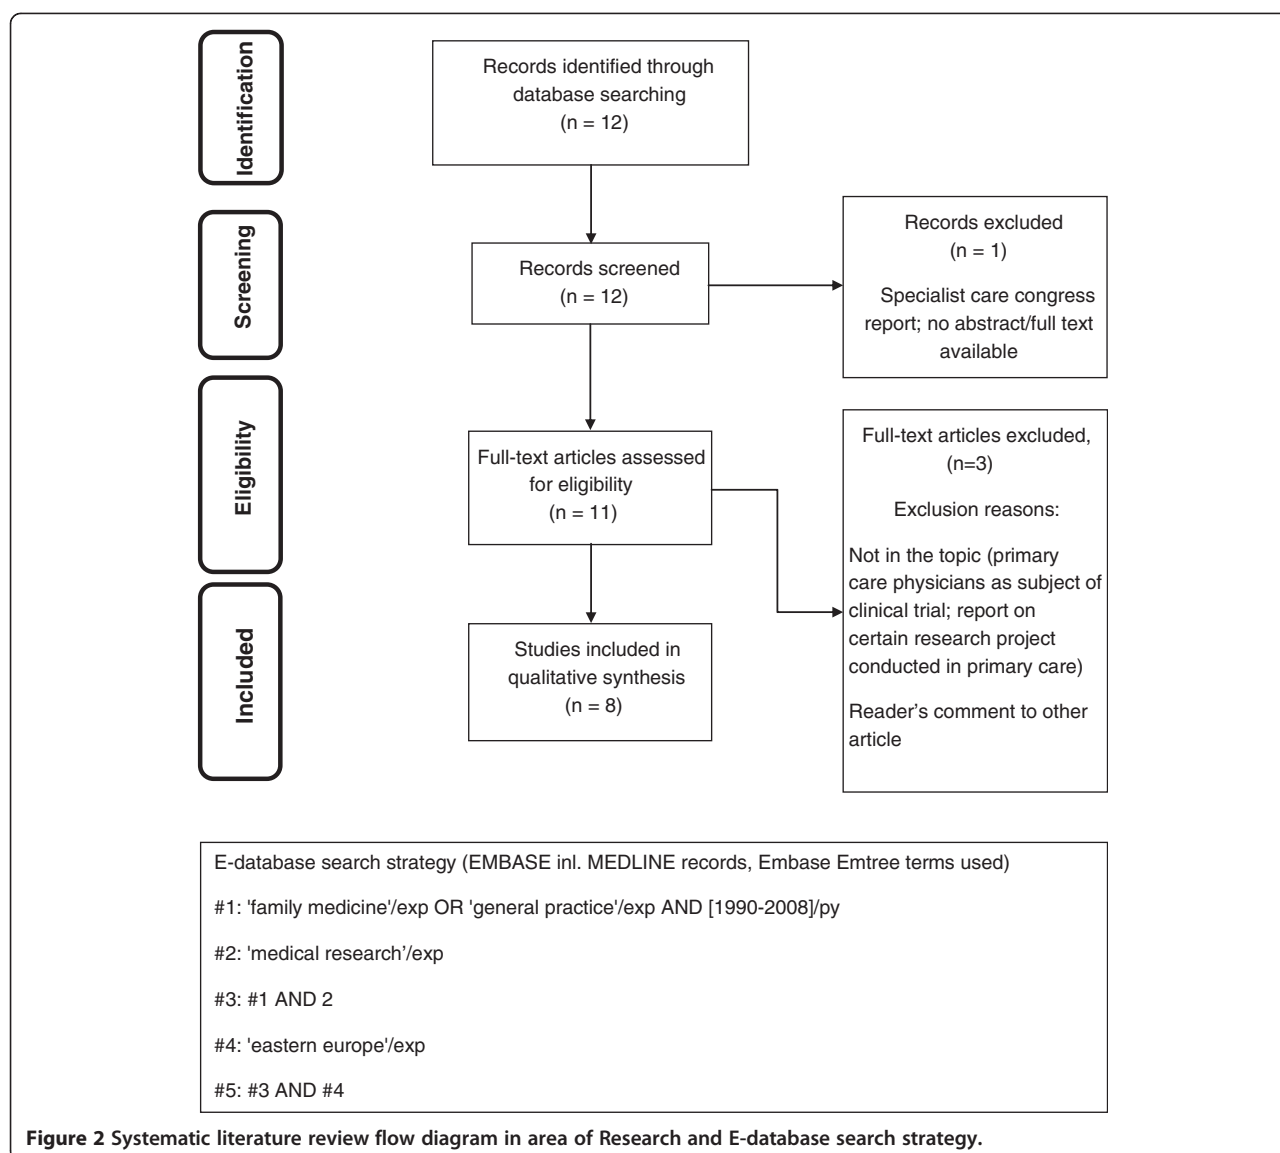 Identification
Records identified through
database searching
(n = 12)
Screening
Records screened
(n = 12)
Records excluded
(n = 1)
Specialist care congress
report; no abstract/full text
available
Eligibility
Full-text articles assessed
for eligibility
(n = 11)
Full-text articles excluded,
(n=3)
Exclusion reasons:
Not in the topic (primary
care physicians as subject of
clinical trial; report on
certain research project
conducted in primary care)
Reader’s comment to other
article
Included
Studies included in
qualitative synthesis
(n = 8)
E-database search strategy (EMBASE inl. MEDLINE records, Embase Emtree terms used)
#1: 'family medicine'/exp OR 'general practice'/exp AND [1990-2008]/py
#2: 'medical research’/exp
#3: #1 AND 2
#4: 'eastern europe'/exp
#5: #3 AND #4
Figure 2 Systematic literature review flow diagram in area of Research and E-database search strategy.